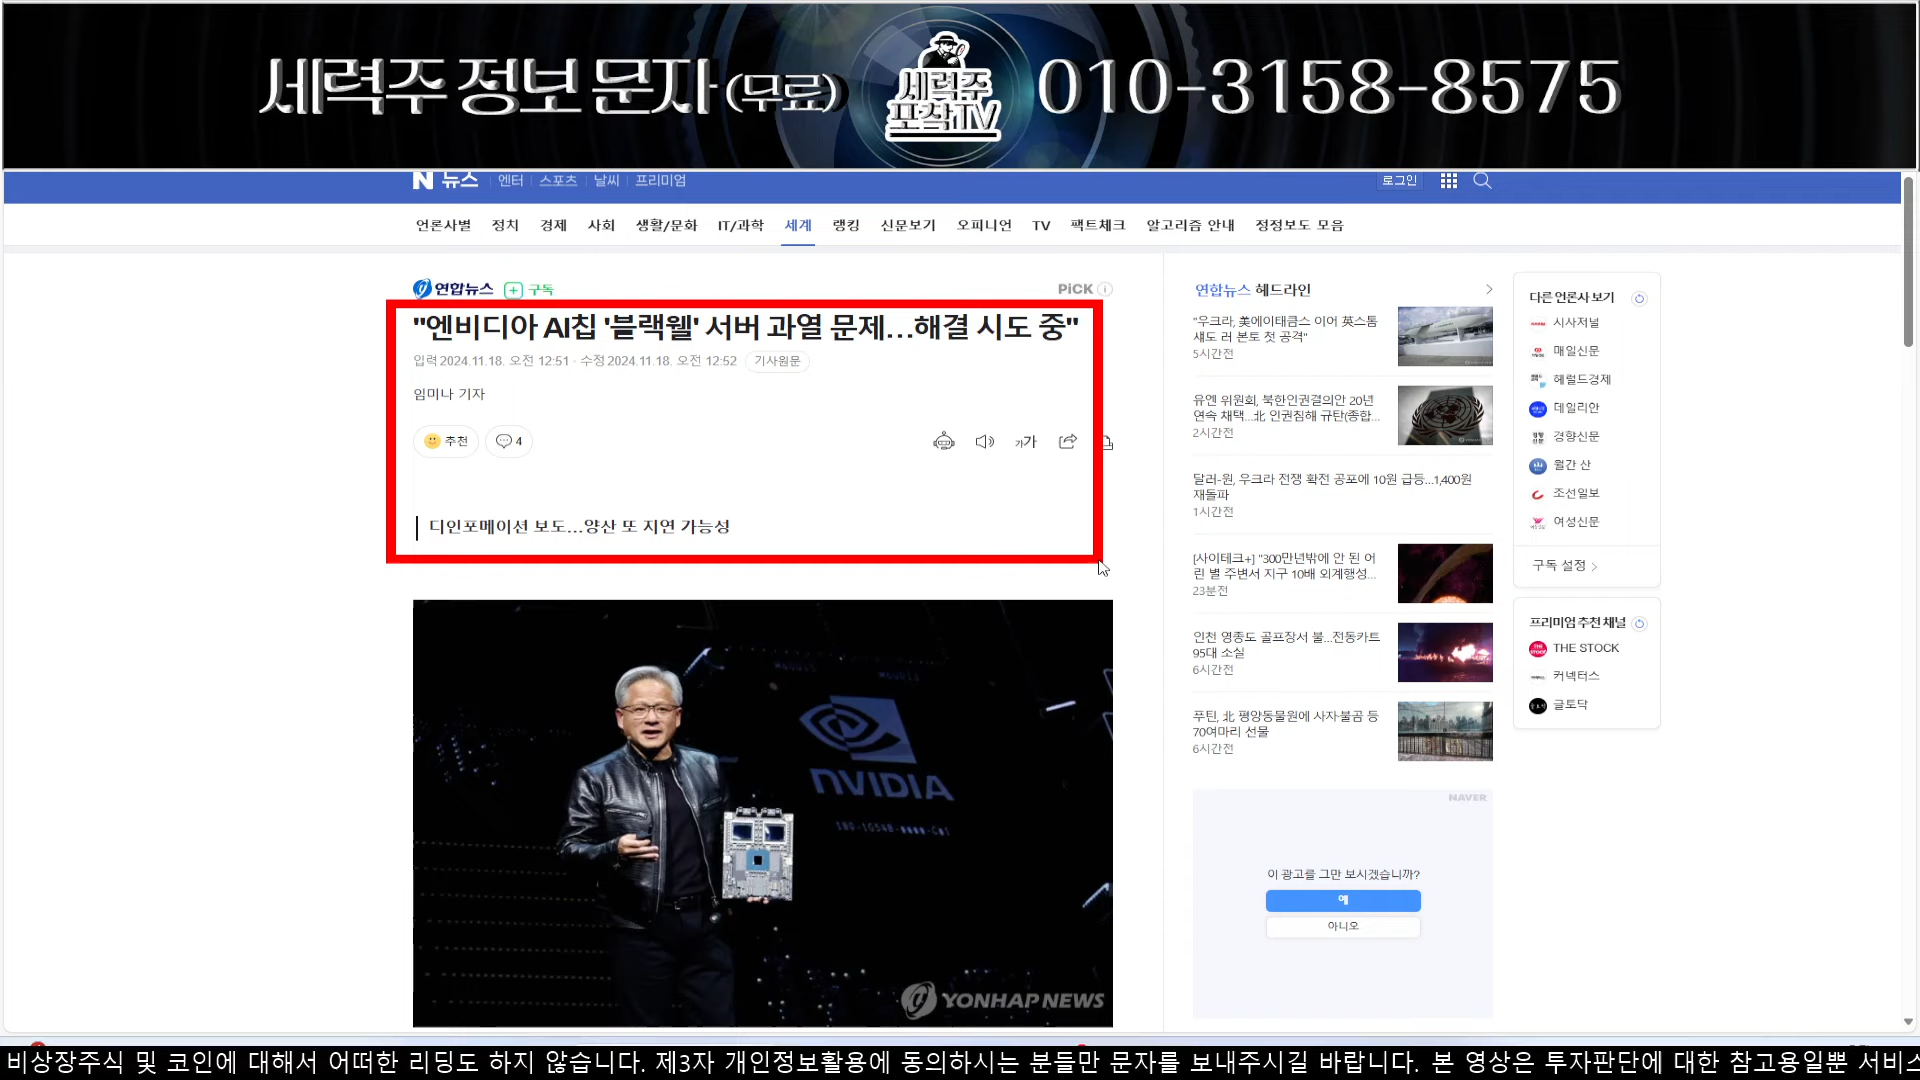 세력주 정보 문자 (무료)
세력주
포착TV
010-3158-8575
N 뉴스 엔터 스포츠 날씨 프리미엄
로그인
언론사별 정치 경제 사회 생활/문화 IT/과학 세계 랭킹 신문보기 오피니언 TV 팩트체크 알고리즘 안내 정정보도 모음
연합뉴스 구독
PiCK
"엔비디아 AI칩 '블랙웰' 서버 과열 문제…해결 시도 중"
입력 2024.11.18. 오전 12:51 · 수정 2024.11.18. 오전 12:52 기사원문
임미나 기자
추천 4
가가
디인포메이션 보도…양산 또 지연 가능성
NVIDIA
YONHAP NEWS
연합뉴스 헤드라인
"우크라, 美에이태큼스 이어 英스톰
섀도 러 본토 첫 공격"
5시간전
유엔 위원회, 북한인권결의안 20년
연속 채택…北 인권침해 규탄(종합…
2시간전
달러-원, 우크라 전쟁 확전 공포에 10원 급등…1,400원
재돌파
1시간전
[사이테크+] "300만년밖에 안 된 어
린 별 주변서 지구 10배 외계행성…
23분전
인천 영종도 골프장서 불…전동카트
95대 소실
6시간전
푸틴, 北 평양동물원에 사자·불곰 등
70여마리 선물
6시간전
NAVER
이 광고를 그만 보시겠습니까?
예
아니오
다른 언론사 보기
시사저널
매일신문
헤럴드경제
데일리안
경향신문
월간 산
조선일보
여성신문
구독 설정
프리미엄 추천 채널
THE STOCK
커넥터스
글토닥
비상장주식 및 코인에 대해서 어떠한 리딩도 하지 않습니다. 제3자 개인정보활용에 동의하시는 분들만 문자를 보내주시길 바랍니다. 본 영상은 투자판단에 대한 참고용일뿐 서비스